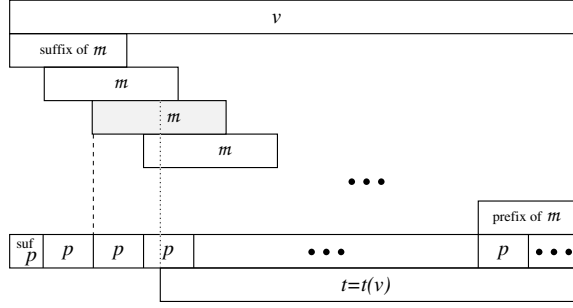 v
suffix of m
m
m
m
•••
prefix of m
suf p p p p ••• p •••
t=t(v)